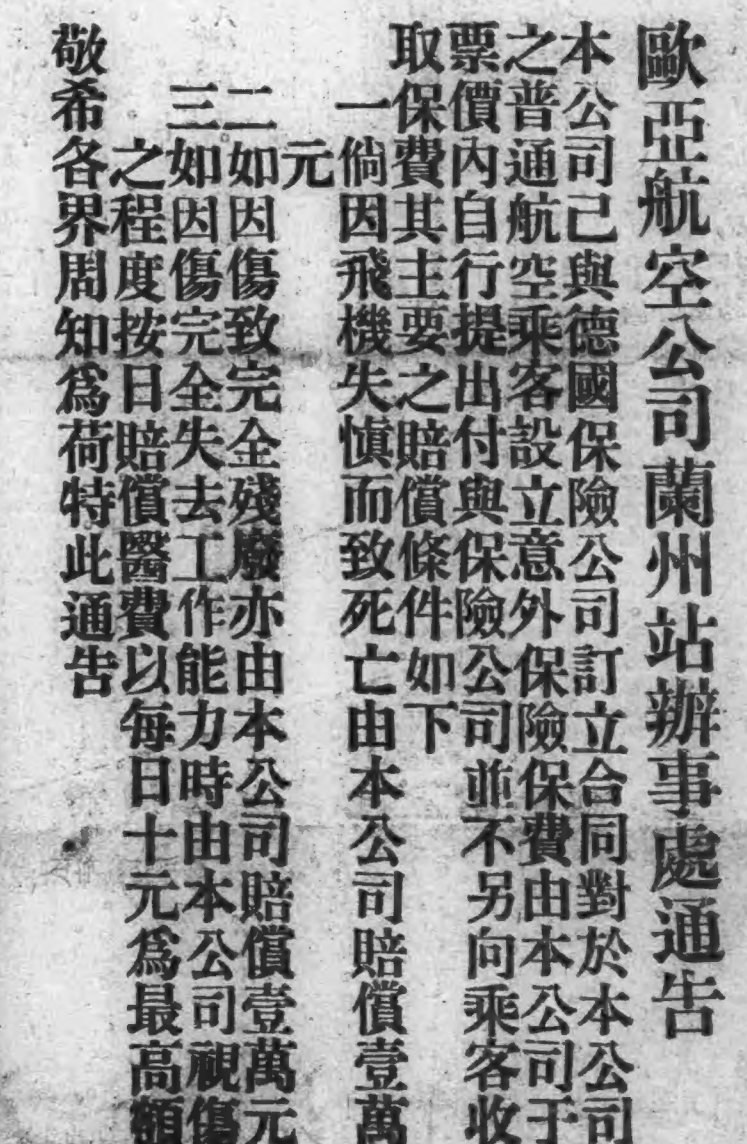 歐亞航空公司蘭州站辦事處通告
本公司己與德國保險公司訂立合同對於本公司
之普通航空乘客設立意外保險保費由本公司于
票價內自行提出付與保險公司並不另向乘客收
取保費其主要之賠償條件如下
一倘因飛機失慎而致死亡由本公司賠償壹萬
元
二如因傷致完全殘廢亦由本公司賠償壹萬元
三如因傷完全失去工作能力時由本公司視傷
之程度按日賠償醫費以每日十元爲最高額
敬希各界周知爲荷特此通告